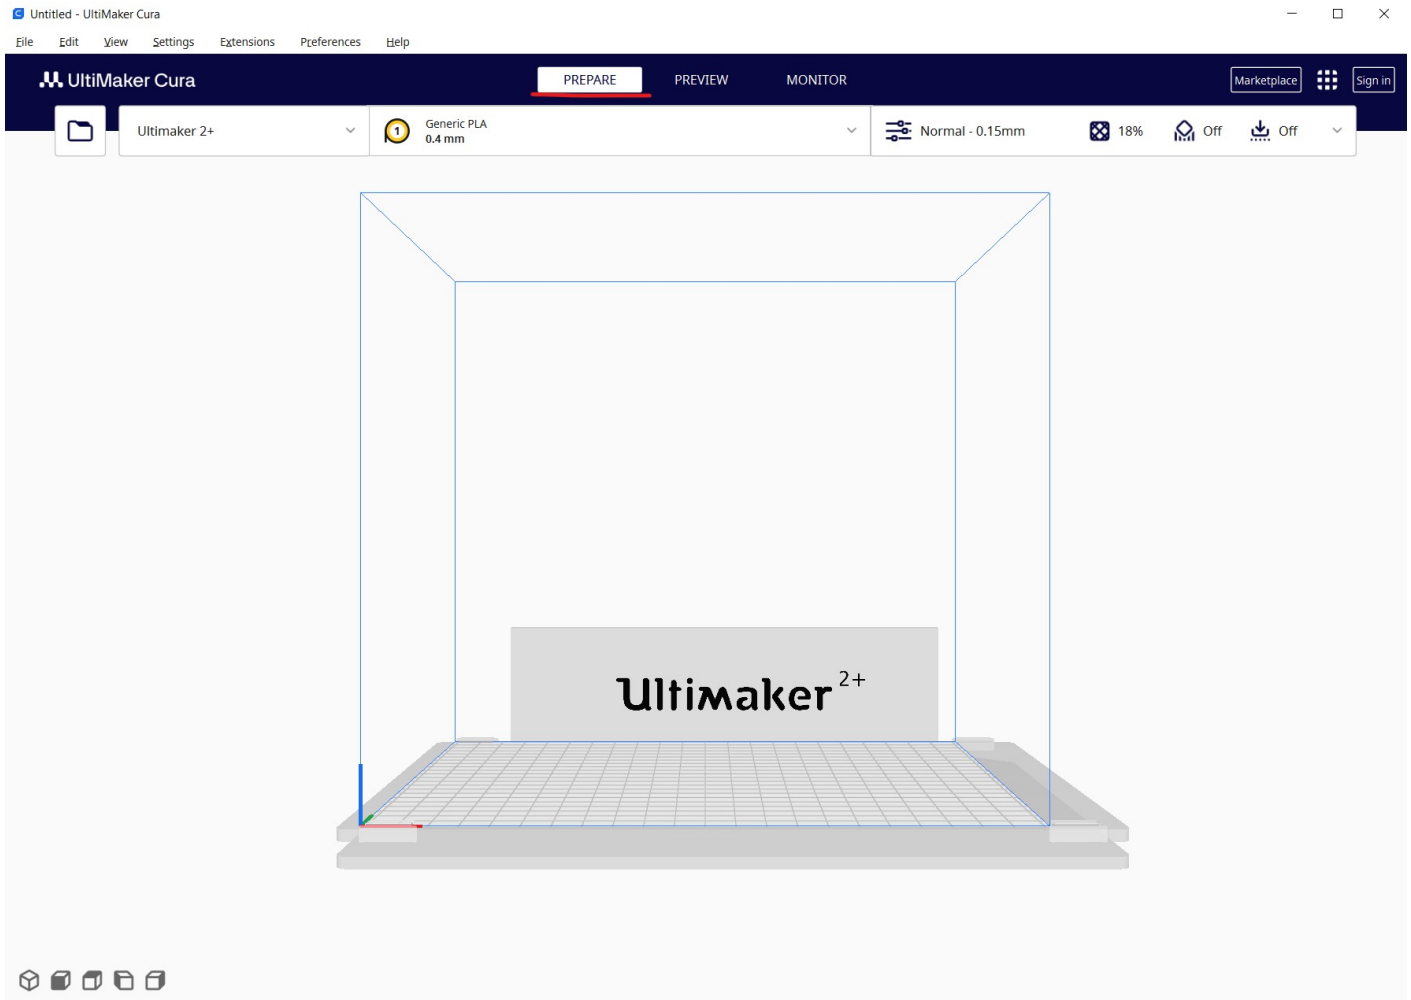 Untitled - UltiMaker Cura
File Edit View Settings Extensions Preferences Help
UltiMaker Cura PREPARE PREVIEW MONITOR Marketplace Sign in
Ultimaker 2+ 1 Generic PLA
0.4 mm Normal - 0.15mm 18% Off Off
Ultimaker 2+